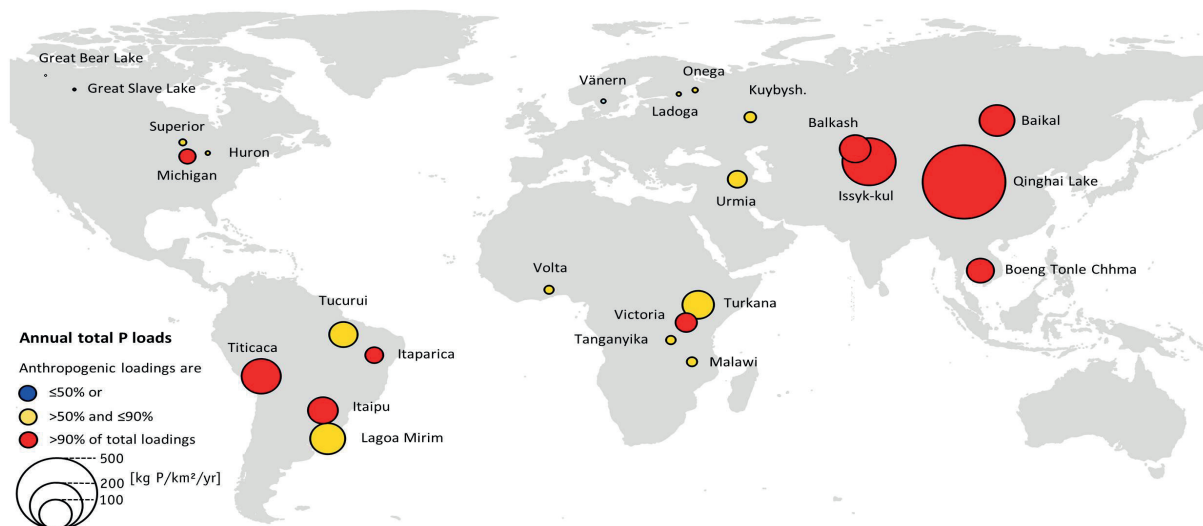 Great Bear Lake
Great Slave Lake
Superior
Huron
Michigan
Vänern
Onega
Ladoga
Kuybysh.
Balkash
Baikal
Issyk-kul
Qinghai Lake
Urmia
Boeng Tonle Chhma
Volta
Turkana
Victoria
Tanganyika
Malawi
Tucurui
Titicaca
Itaparica
Itaipu
Lagoa Mirim
Annual total P loads
Anthropogenic loadings are
≤50% or
>50% and ≤90%
>90% of total loadings
500
200 [kg P/km²/yr]
100